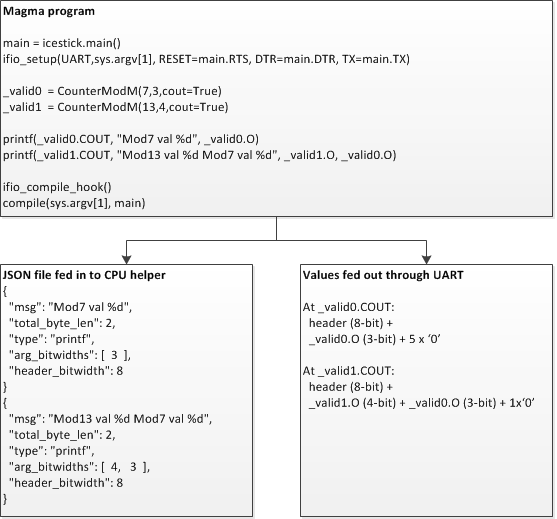 Magma program
main = icestick.main()
ifio_setup(UART,sys.argv[1], RESET=main.RTS, DTR=main.DTR, TX=main.TX)
_valid0  = CounterModM(7,3,cout=True)
_valid1  = CounterModM(13,4,cout=True)
printf(_valid0.COUT, "Mod7 val %d", _valid0.O)
printf(_valid1.COUT, "Mod13 val %d Mod7 val %d", _valid1.O, _valid0.O)
ifio_compile_hook()
compile(sys.argv[1], main)
JSON file fed in to CPU helper
{
"msg": "Mod7 val %d",
"total_byte_len": 2,
"type": "printf",
"arg_bitwidths": [  3  ],
"header_bitwidth": 8
}
{
"msg": "Mod13 val %d Mod7 val %d",
"total_byte_len": 2,
"type": "printf",
"arg_bitwidths": [  4,   3  ],
"header_bitwidth": 8
}
Values fed out through UART
At _valid0.COUT:
header (8-bit) +
_valid0.O (3-bit) + 5 x ‘0’
At _valid1.COUT:
header (8-bit) +
_valid1.O (4-bit) + _valid0.O (3-bit) + 1x‘0’